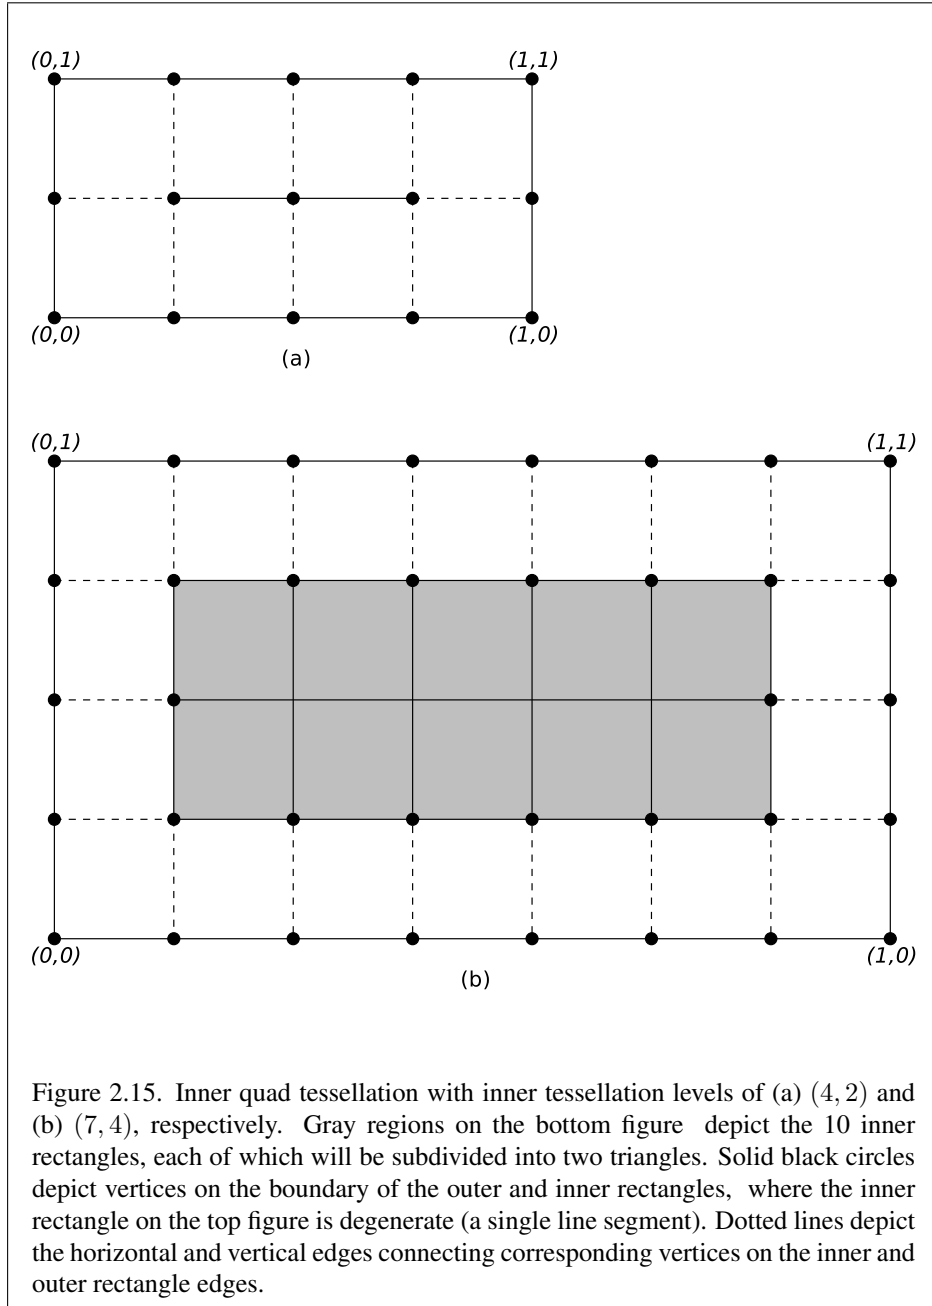 (0,1) (1,1)
(0,0) (1,0)
(a)
(0,1) (1,1)
(0,0) (1,0)
(b)
Figure 2.15. Inner quad tessellation with inner tessellation levels of (a) (4, 2) and
(b) (7, 4), respectively. Gray regions on the bottom figure depict the 10 inner
rectangles, each of which will be subdivided into two triangles. Solid black circles
depict vertices on the boundary of the outer and inner rectangles, where the inner
rectangle on the top figure is degenerate (a single line segment). Dotted lines depict
the horizontal and vertical edges connecting corresponding vertices on the inner and
outer rectangle edges.